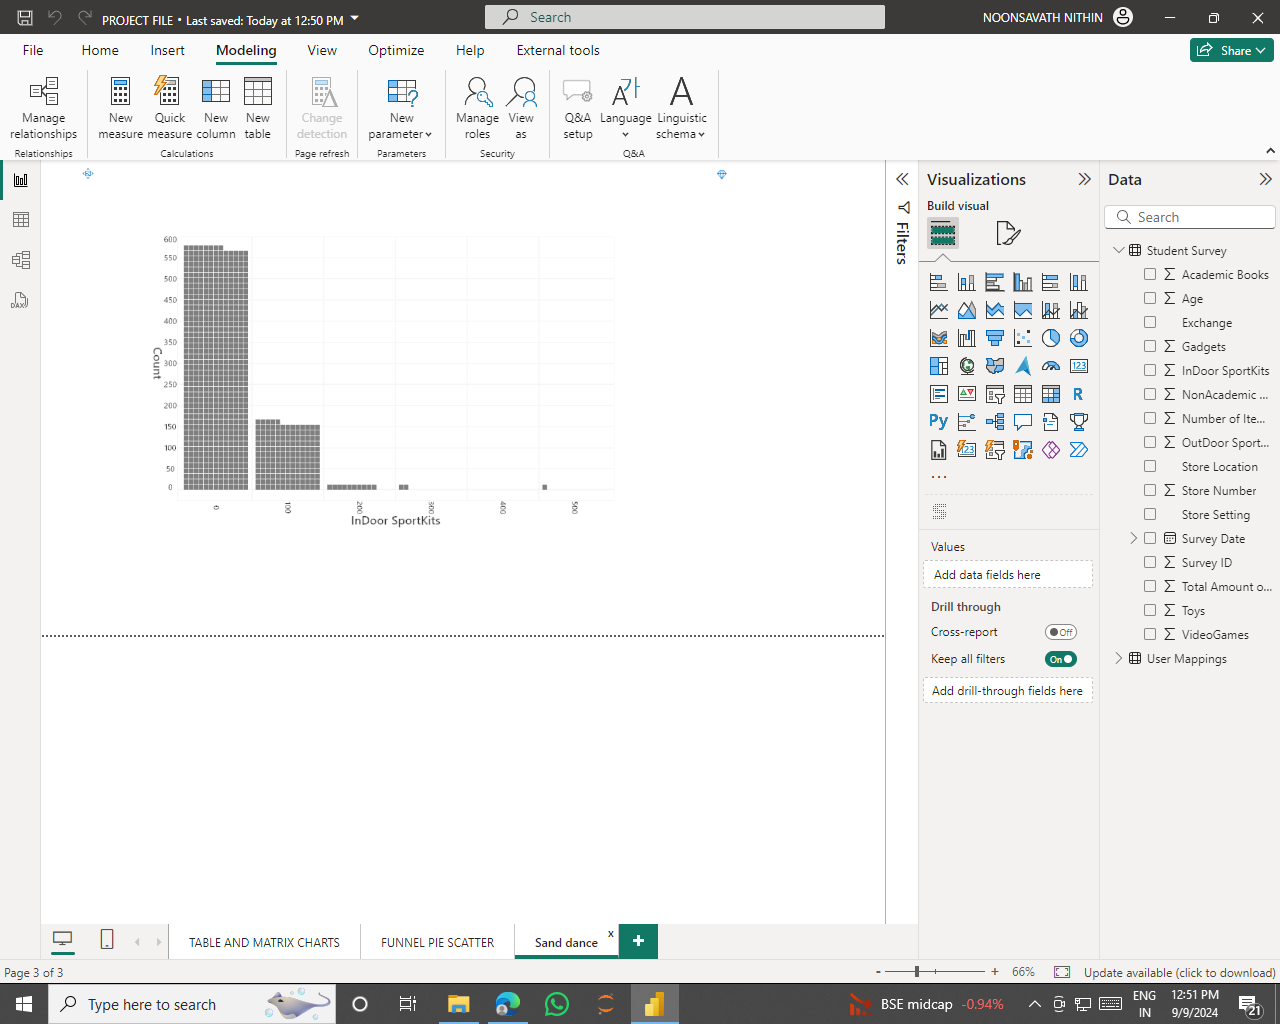 PROJECT FILE • Last saved: Today at 12:50 PM
Search
NOONSAVATH NITHIN
File
Home
Insert
Modeling
View
Optimize
Help
External tools
Share
Manage relationships
New measure
Quick measure
New column
New table
Change detection
New parameter
Manage roles
View as
Q&A setup
Language
Linguistic schema
Relationships
Calculations
Page refresh
Parameters
Security
Q&A
DAX
600
550
500
450
400
350
300
250
200
150
100
50
0
Count
0
100
200
300
400
500
InDoor SportKits
Filters
Visualizations
Build visual
123
R
Py
123
...
Values
Add data fields here
Drill through
Cross-report
Off
Keep all filters
On
Add drill-through fields here
Data
Search
Student Survey
Academic Books
Age
Exchange
Gadgets
InDoor SportKits
NonAcademic ...
Number of Ite...
OutDoor Sport...
Store Location
Store Number
Store Setting
Survey Date
Survey ID
Total Amount o...
Toys
VideoGames
User Mappings
TABLE AND MATRIX CHARTS
FUNNEL PIE SCATTER
Sand dance
x
+
Page 3 of 3
- + 66%
Update available (click to download)
Type here to search
BSE midcap -0.94%
ENG
IN
12:51 PM
9/9/2024
21